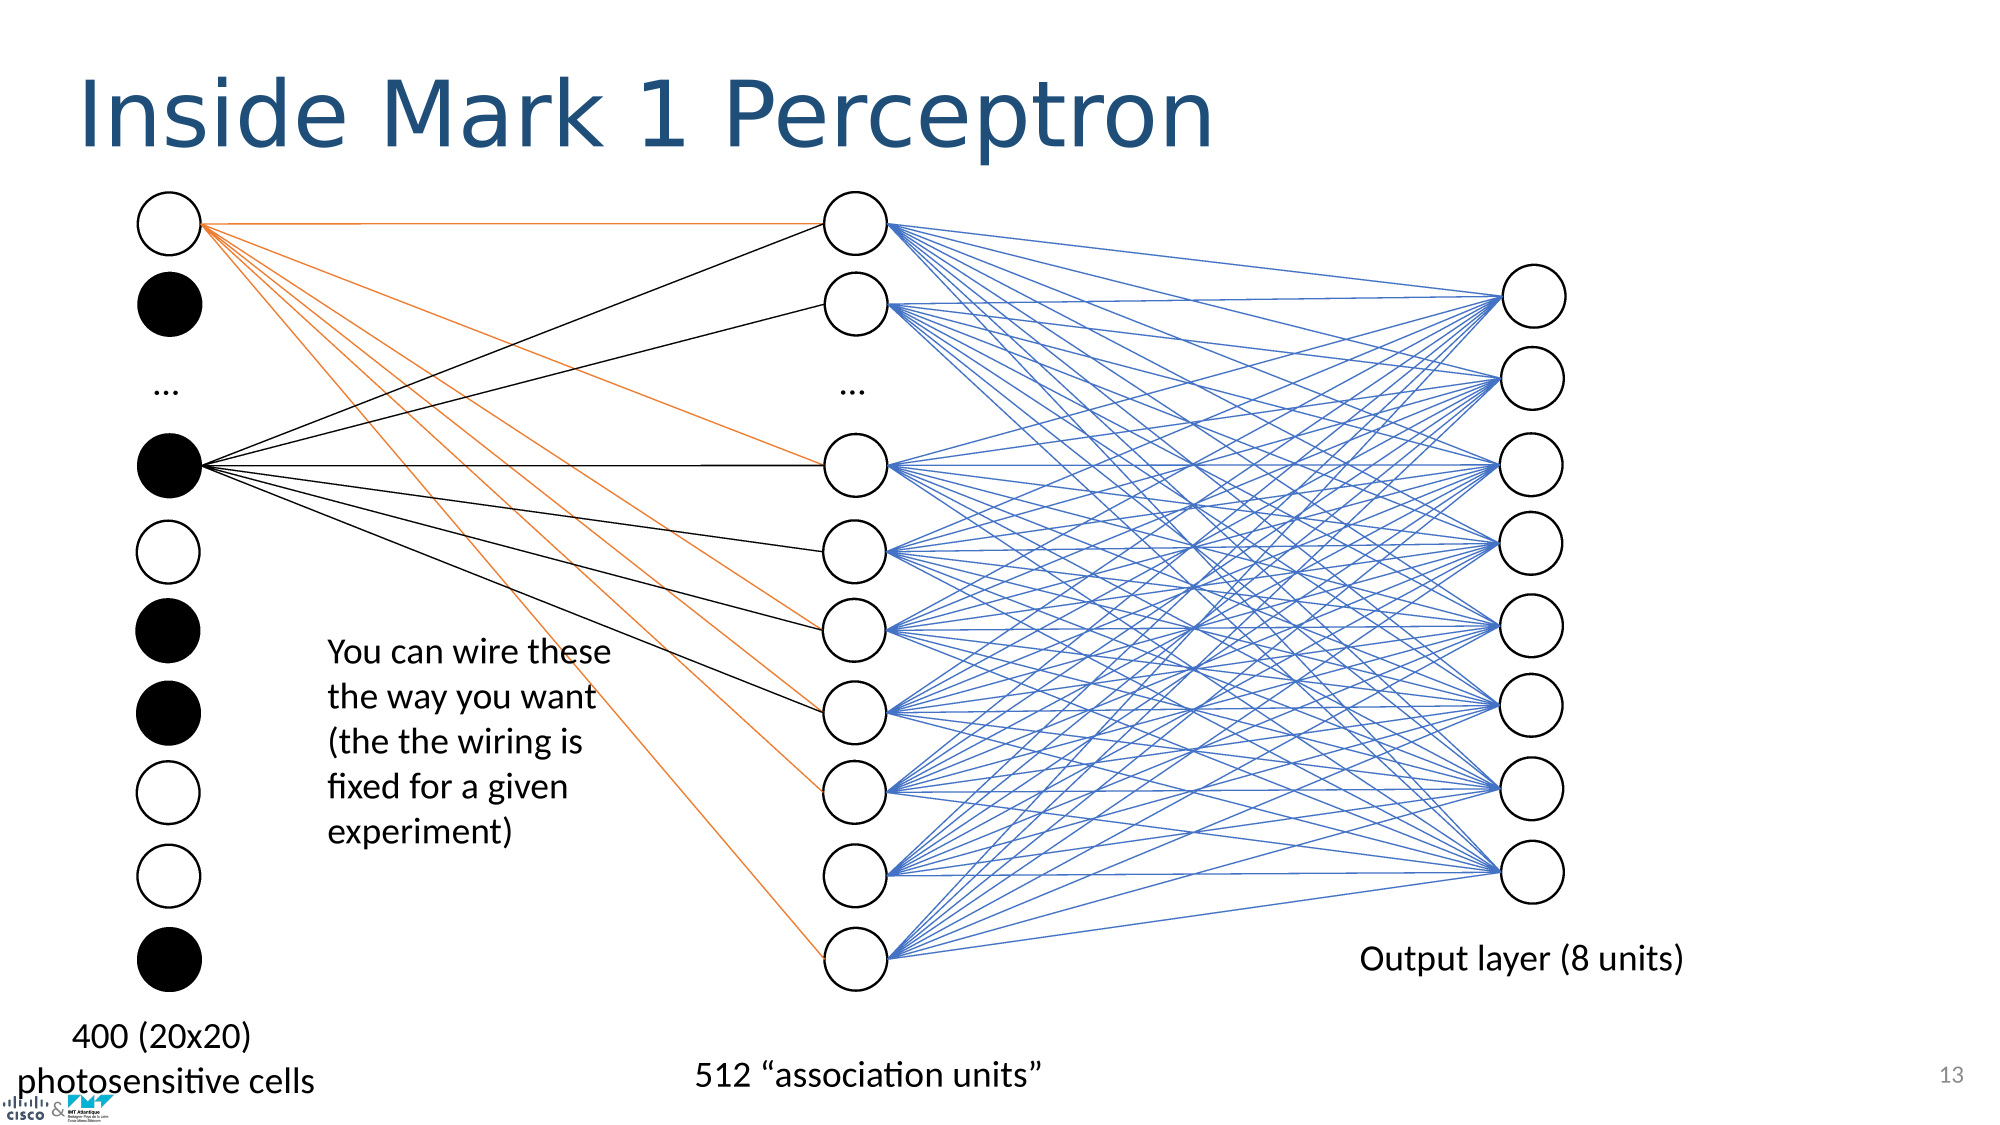 Inside Mark 1 Perceptron
...
...
You can wire these
the way you want
(the the wiring is
fixed for a given
experiment)
Output layer (8 units)
400 (20x20)
photosensitive cells
512 “association units”
13
CISCO & IMT Atlantique